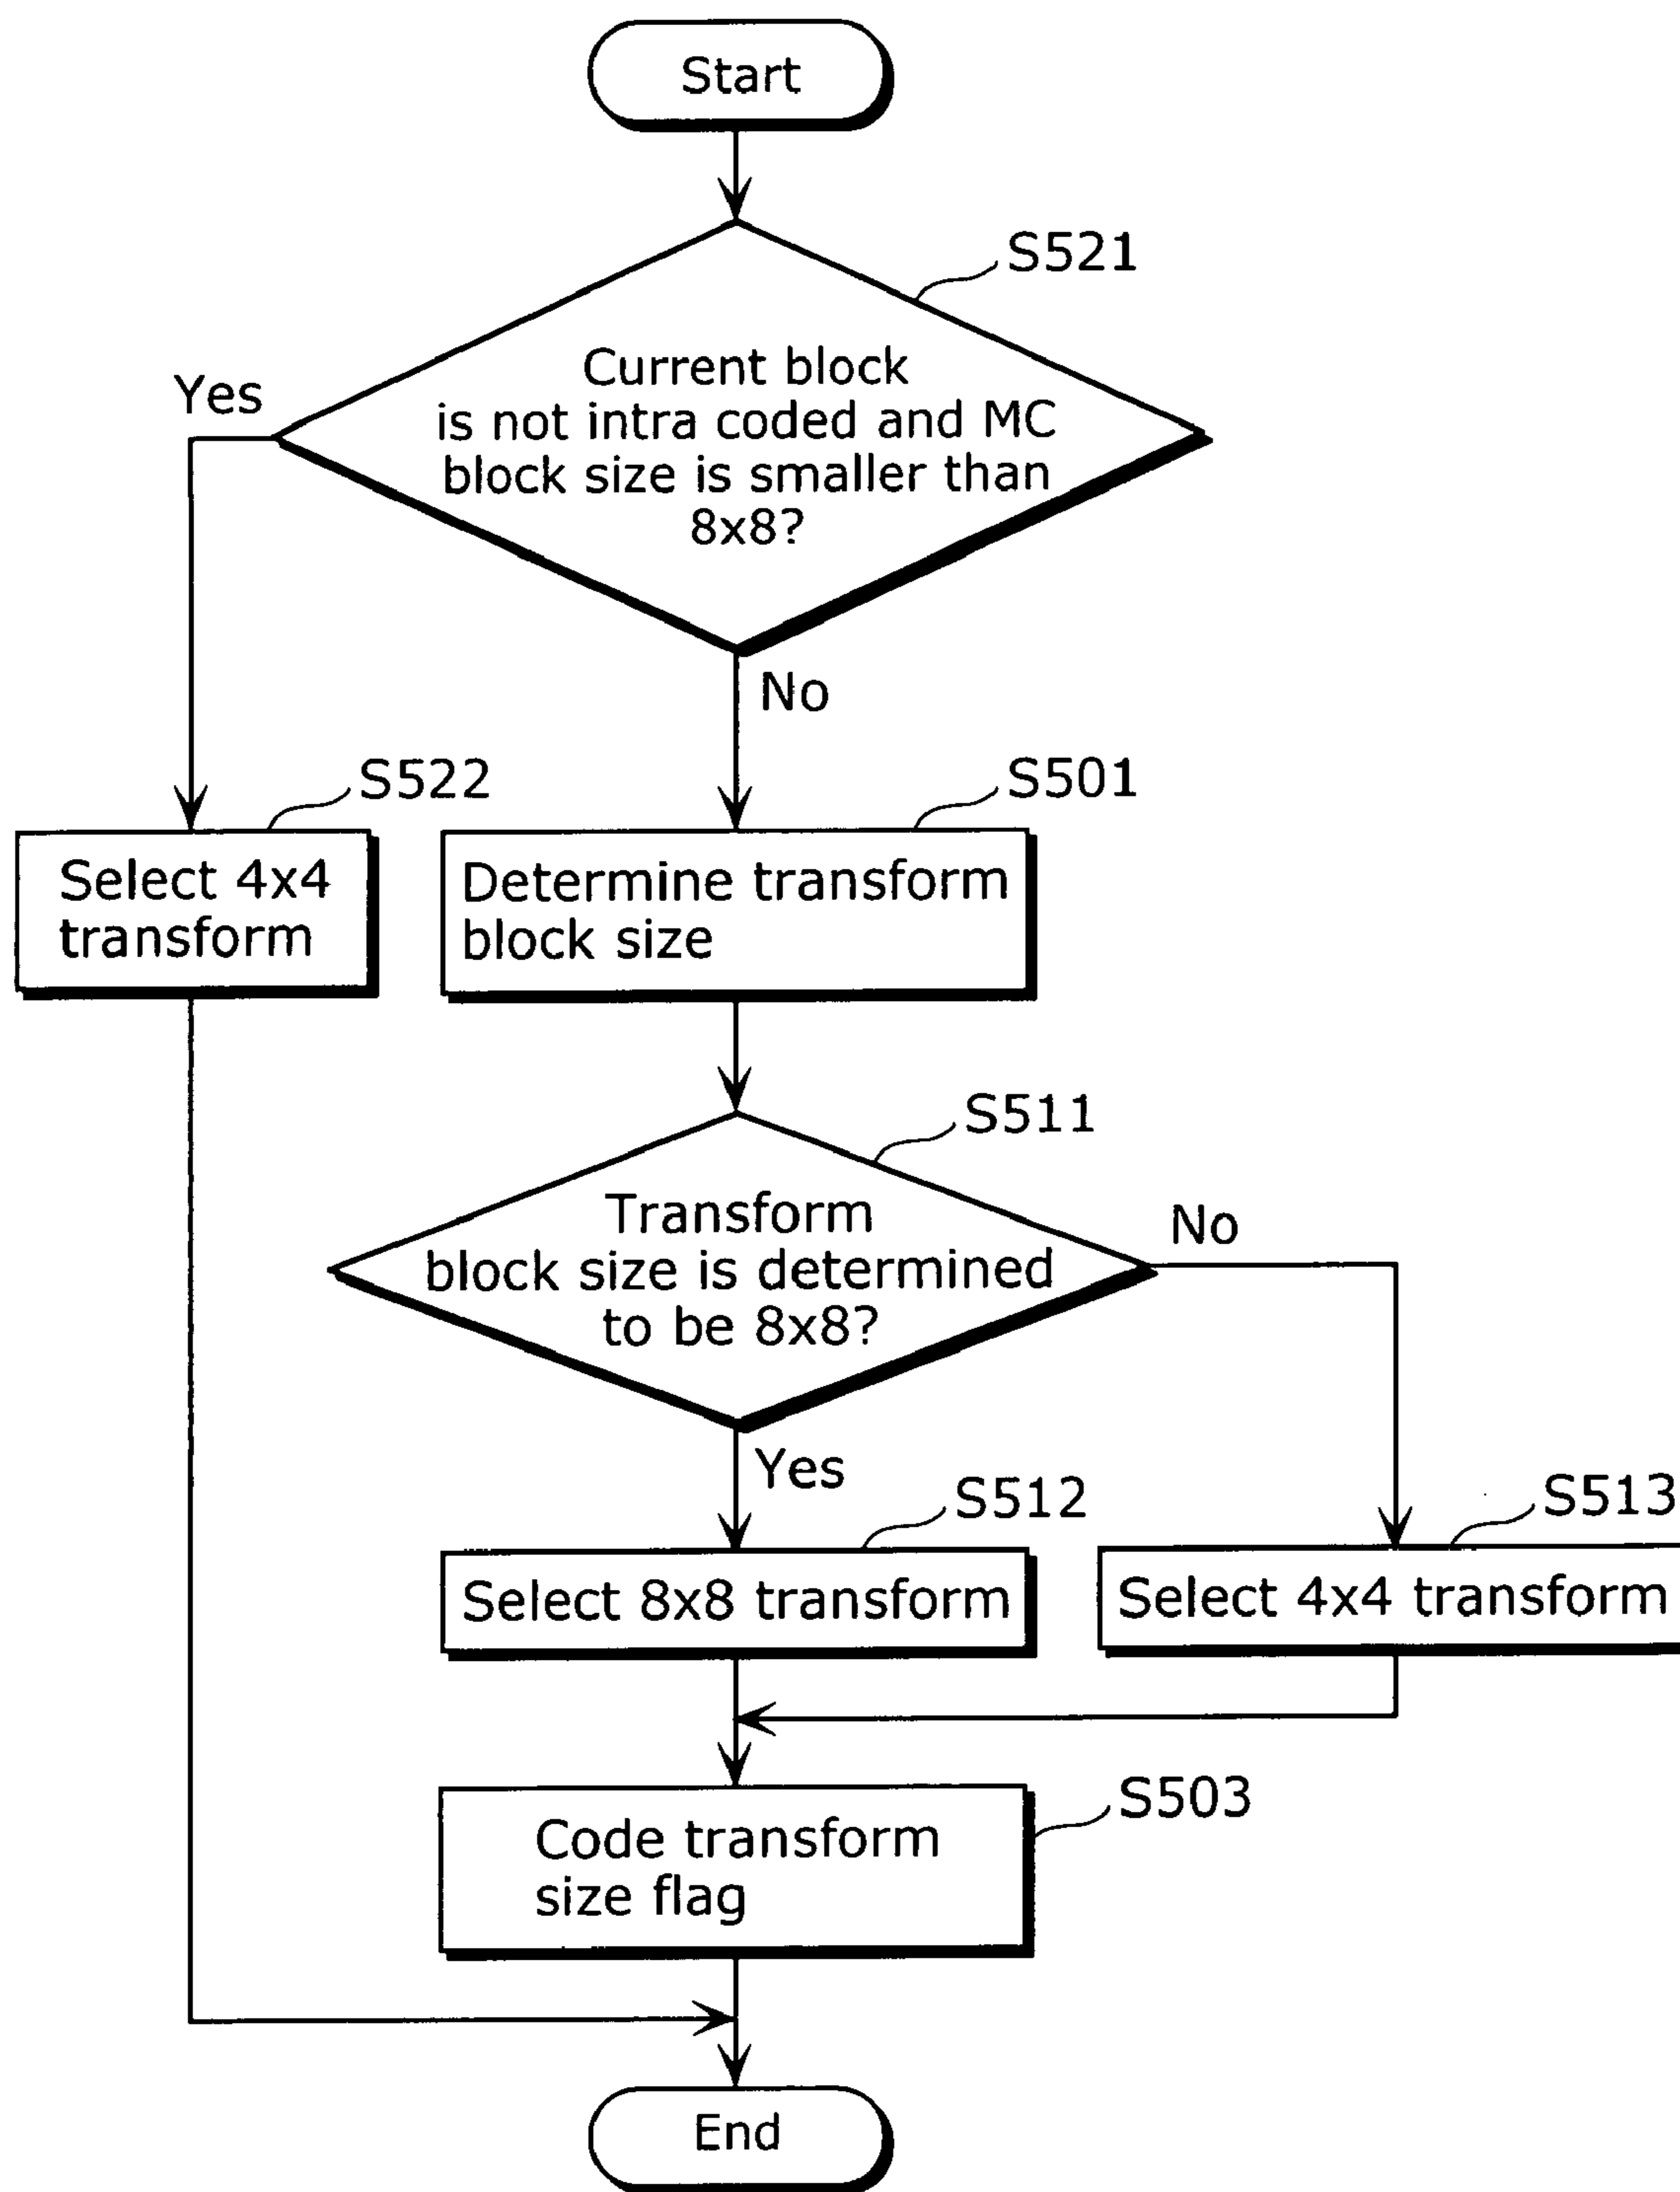 Start
S521
Current block
is not intra coded and MC
block size is smaller than
8x8?
Yes
No
S522
S501
Select 4x4
transform
Determine transform
block size
S511
Transform
block size is determined
to be 8x8?
No
Yes
S512
S513
Select 8x8 transform
Select 4x4 transform
S503
Code transform
size flag
End